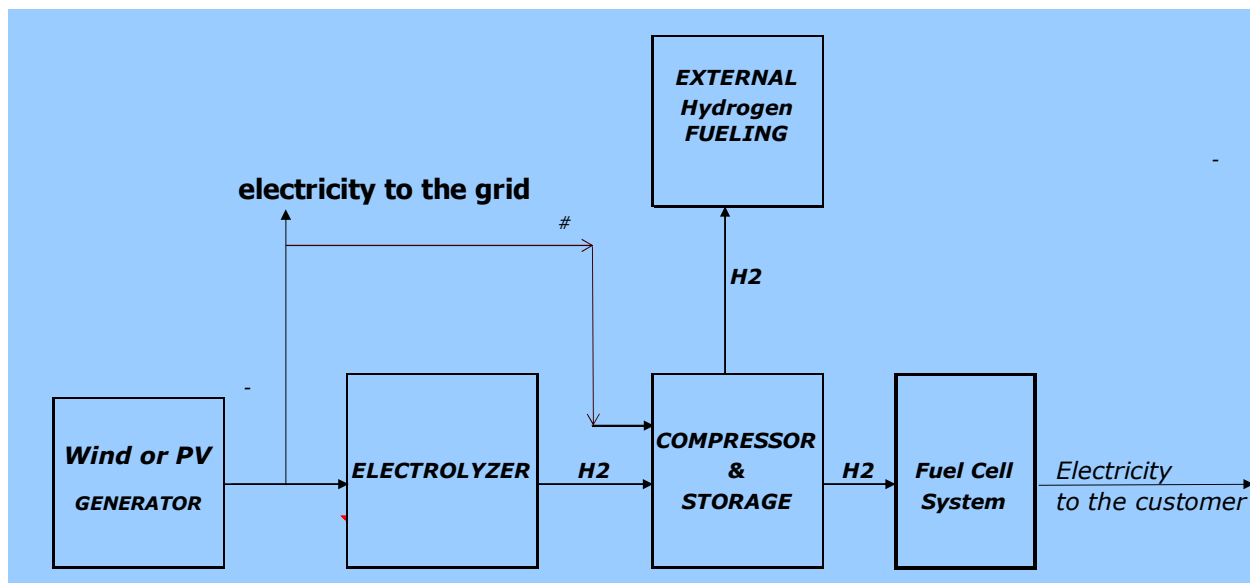 EXTERNAL
Hydrogen
FUELING
-
electricity to the grid
#
H2
-
Wind or PV
GENERATOR
ELECTROLYZER
H2
COMPRESSOR
&
STORAGE
H2
Fuel Cell
System
Electricity
to the customer